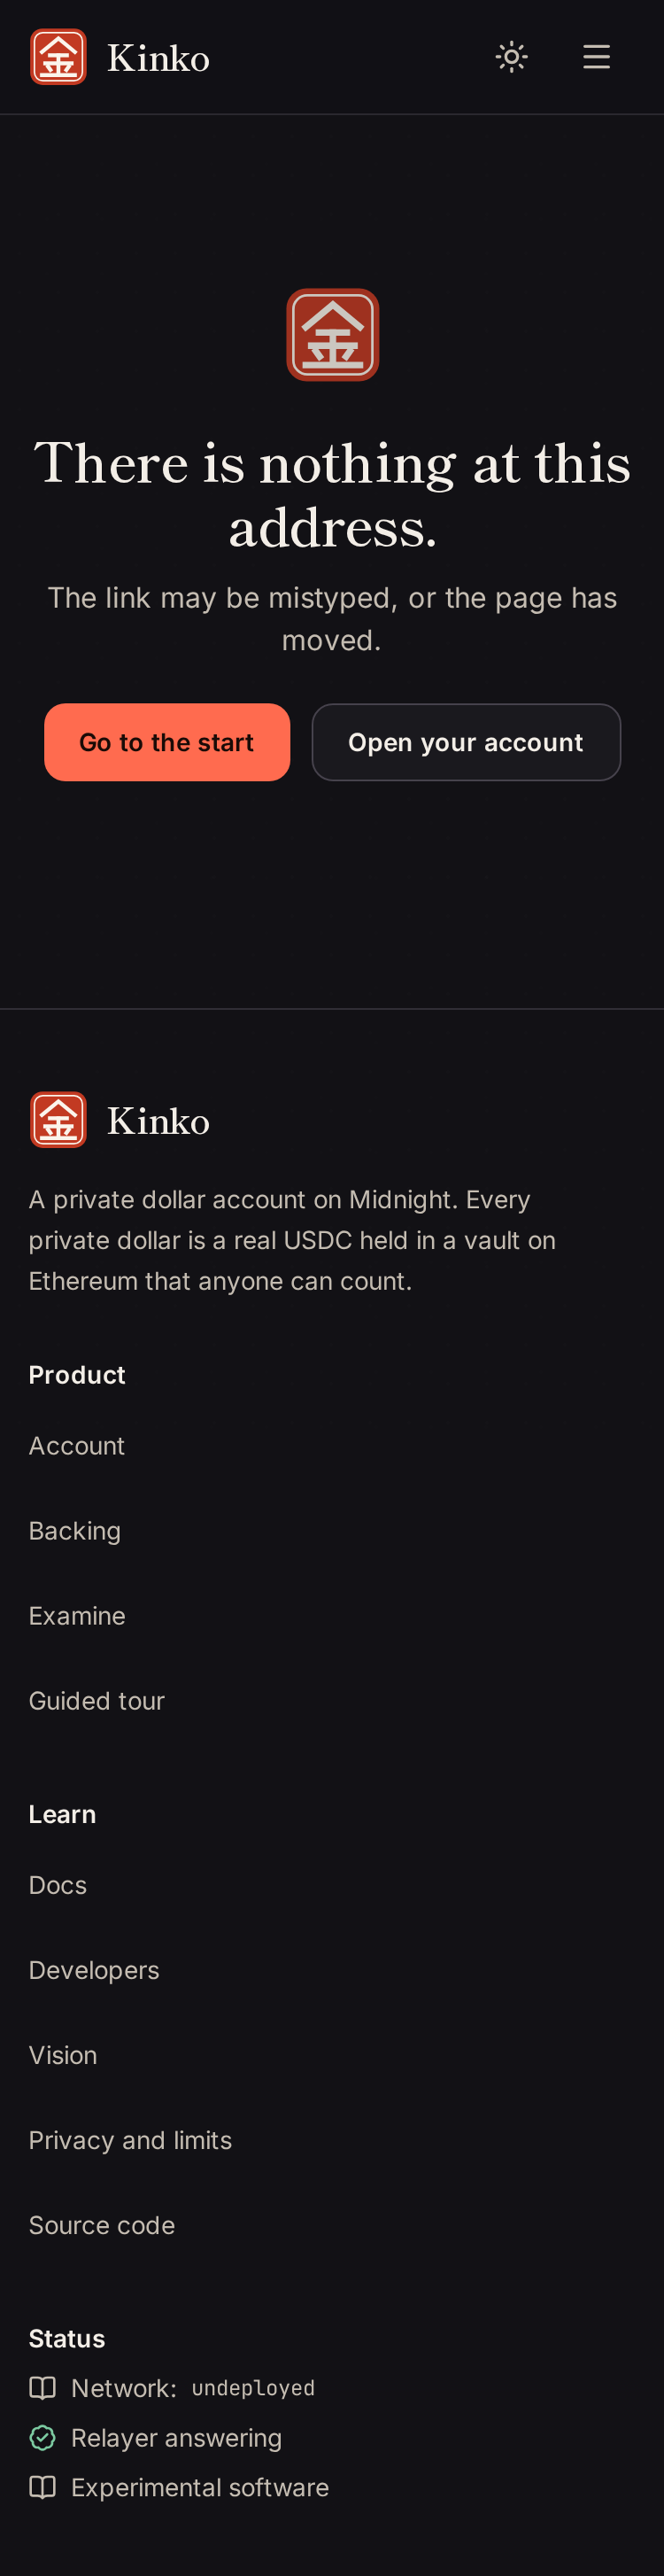 金 Kinko
金
There is nothing at this
address.
The link may be mistyped, or the page has
moved.
Go to the start
Open your account
金 Kinko
A private dollar account on Midnight. Every
private dollar is a real USDC held in a vault on
Ethereum that anyone can count.
Product
Account
Backing
Examine
Guided tour
Learn
Docs
Developers
Vision
Privacy and limits
Source code
Status
Network: undeployed
Relayer answering
Experimental software